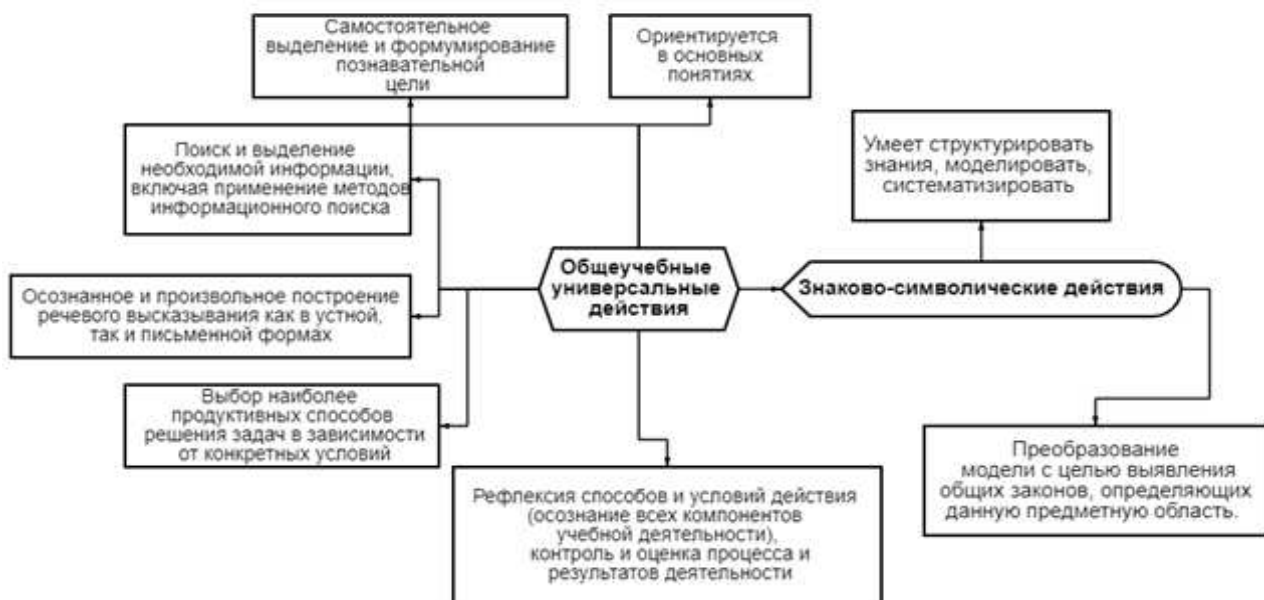 Самостоятельное
выделение и формумирование
познавательной
цели
Ориентируется
в основных
понятиях
Поиск и выделение
необходимой информации,
включая применение методов
информационного поиска
Умеет структурировать
знания, моделировать,
систематизировать
Осознанное и произвольное построение
речевого высказывания как в устной,
так и письменной формах
Общеучебные
универсальные
действия
Знаково-символические действия
Выбор наиболее
продуктивных способов
решения задач в зависимости
от конкретных условий
Рефлексия способов и условий действия
(осознание всех компонентов
учебной деятельности),
контроль и оценка процесса и
результатов деятельности
Преобразование
модели с целью выявления
общих законов, определяющих
данную предметную область.